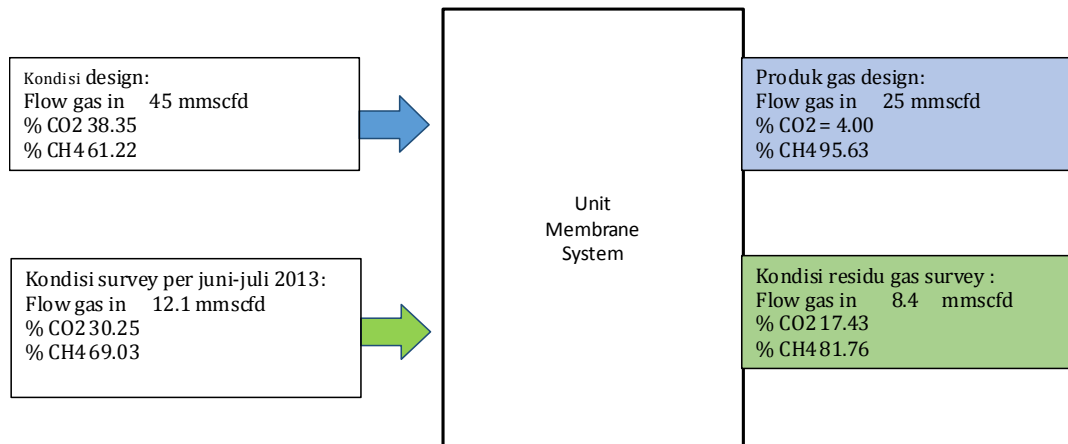 Kondisi design:
Flow gas in 45 mmscfd
% CO2 38.35
% CH4 61.22
Produk gas design:
Flow gas in 25 mmscfd
% CO2 = 4.00
% CH4 95.63
Unit
Membrane
System
Kondisi survey per juni-juli 2013:
Flow gas in 12.1 mmscfd
% CO2 30.25
% CH4 69.03
Kondisi residu gas survey :
Flow gas in 8.4 mmscfd
% CO2 17.43
% CH4 81.76